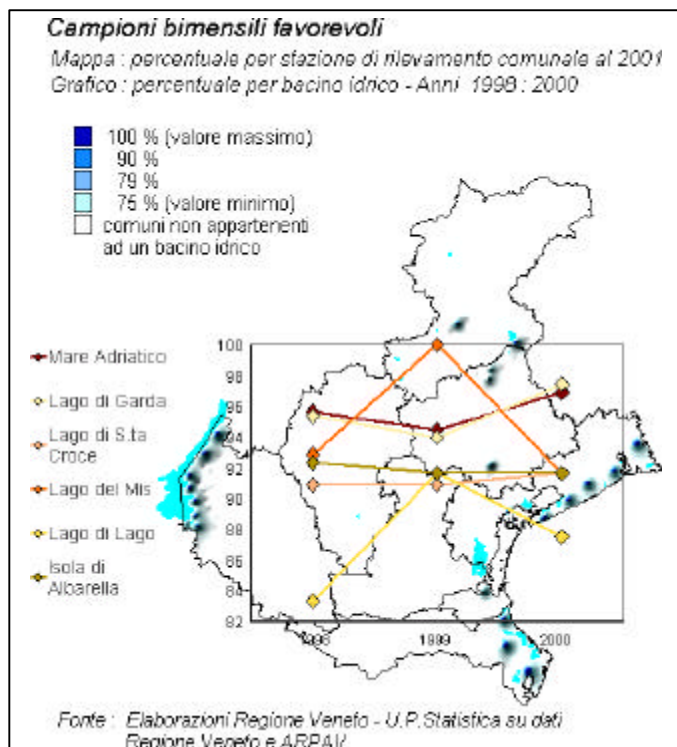 Campioni bimensili favorevoli
Mappa : percentuale per stazione di rilevamento comunale al 2001
Grafico : percentuale per bacino idrico - Anni 1998 : 2000
100 % (valore massimo)
90 %
79 %
75 % (valore minimo)
comuni non appartenenti
ad un bacino idrico
Mare Adriatico
Lago di Garda
Lago di S.ta
Croce
Lago del Mis
Lago di Lago
Isola di
Albarella
100
98
96
94
92
90
88
86
84
82
1998
1999
2000
Fonte : Elaborazioni Regione Veneto - U.P.Statistica su dati
Regione Veneto e ARPAV